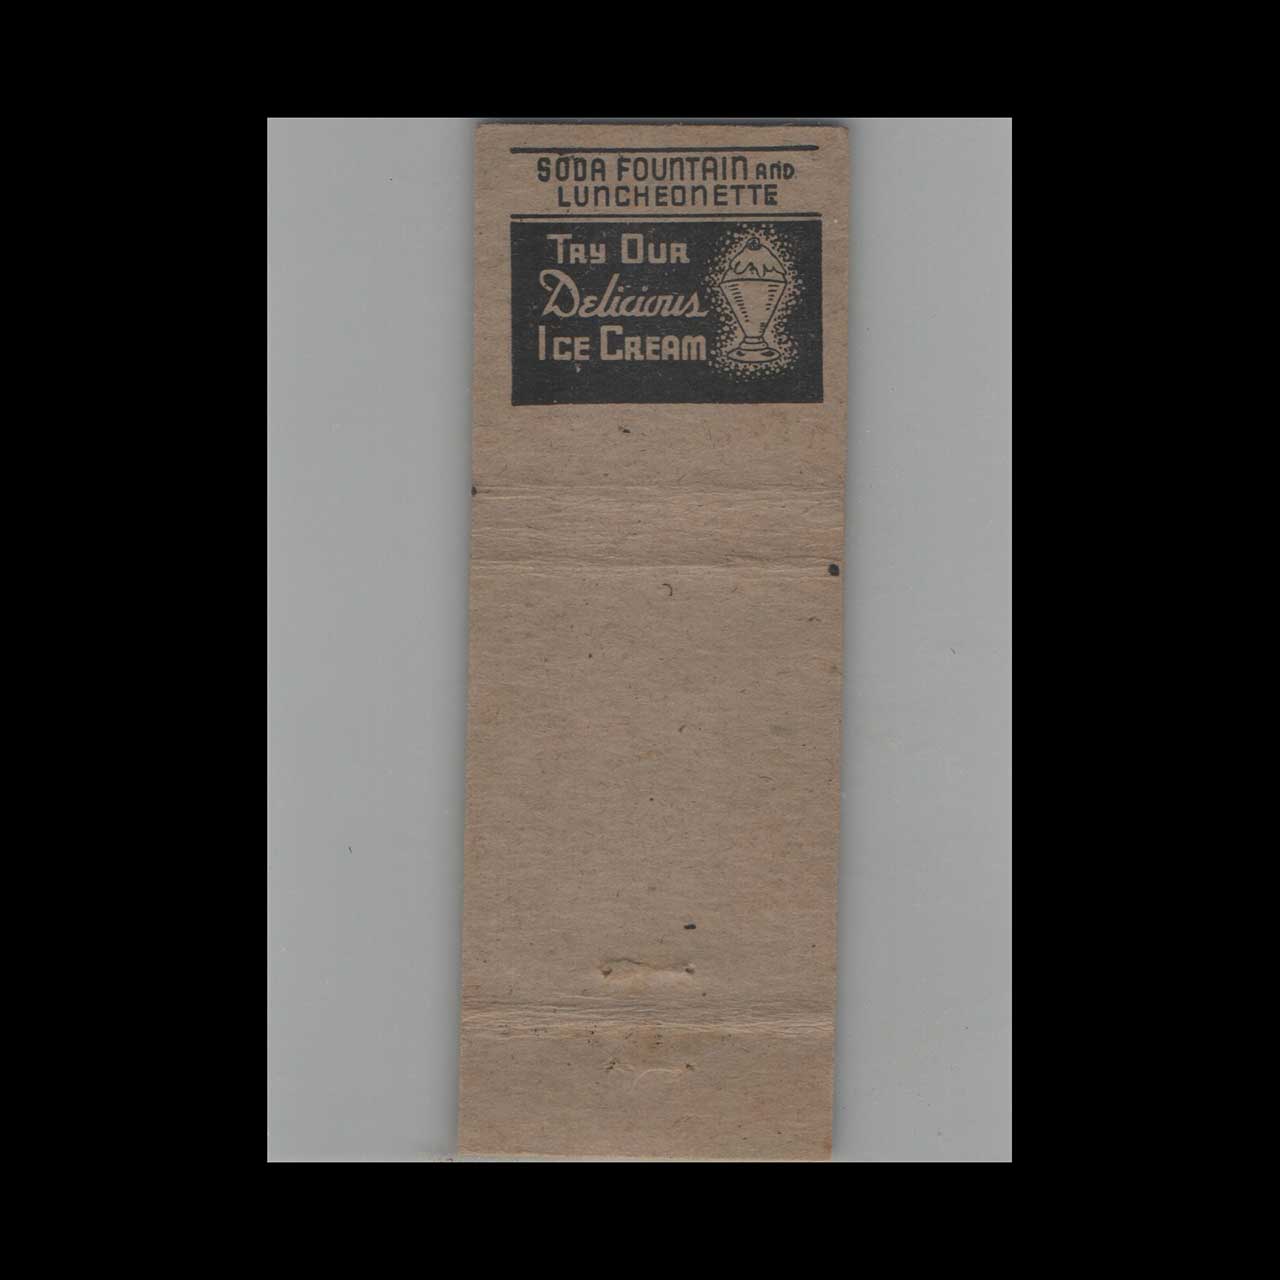 SODA FOUNTAIN AND
LUNCHEONETTE
TRY OUR
Delicious
ICE CREAM